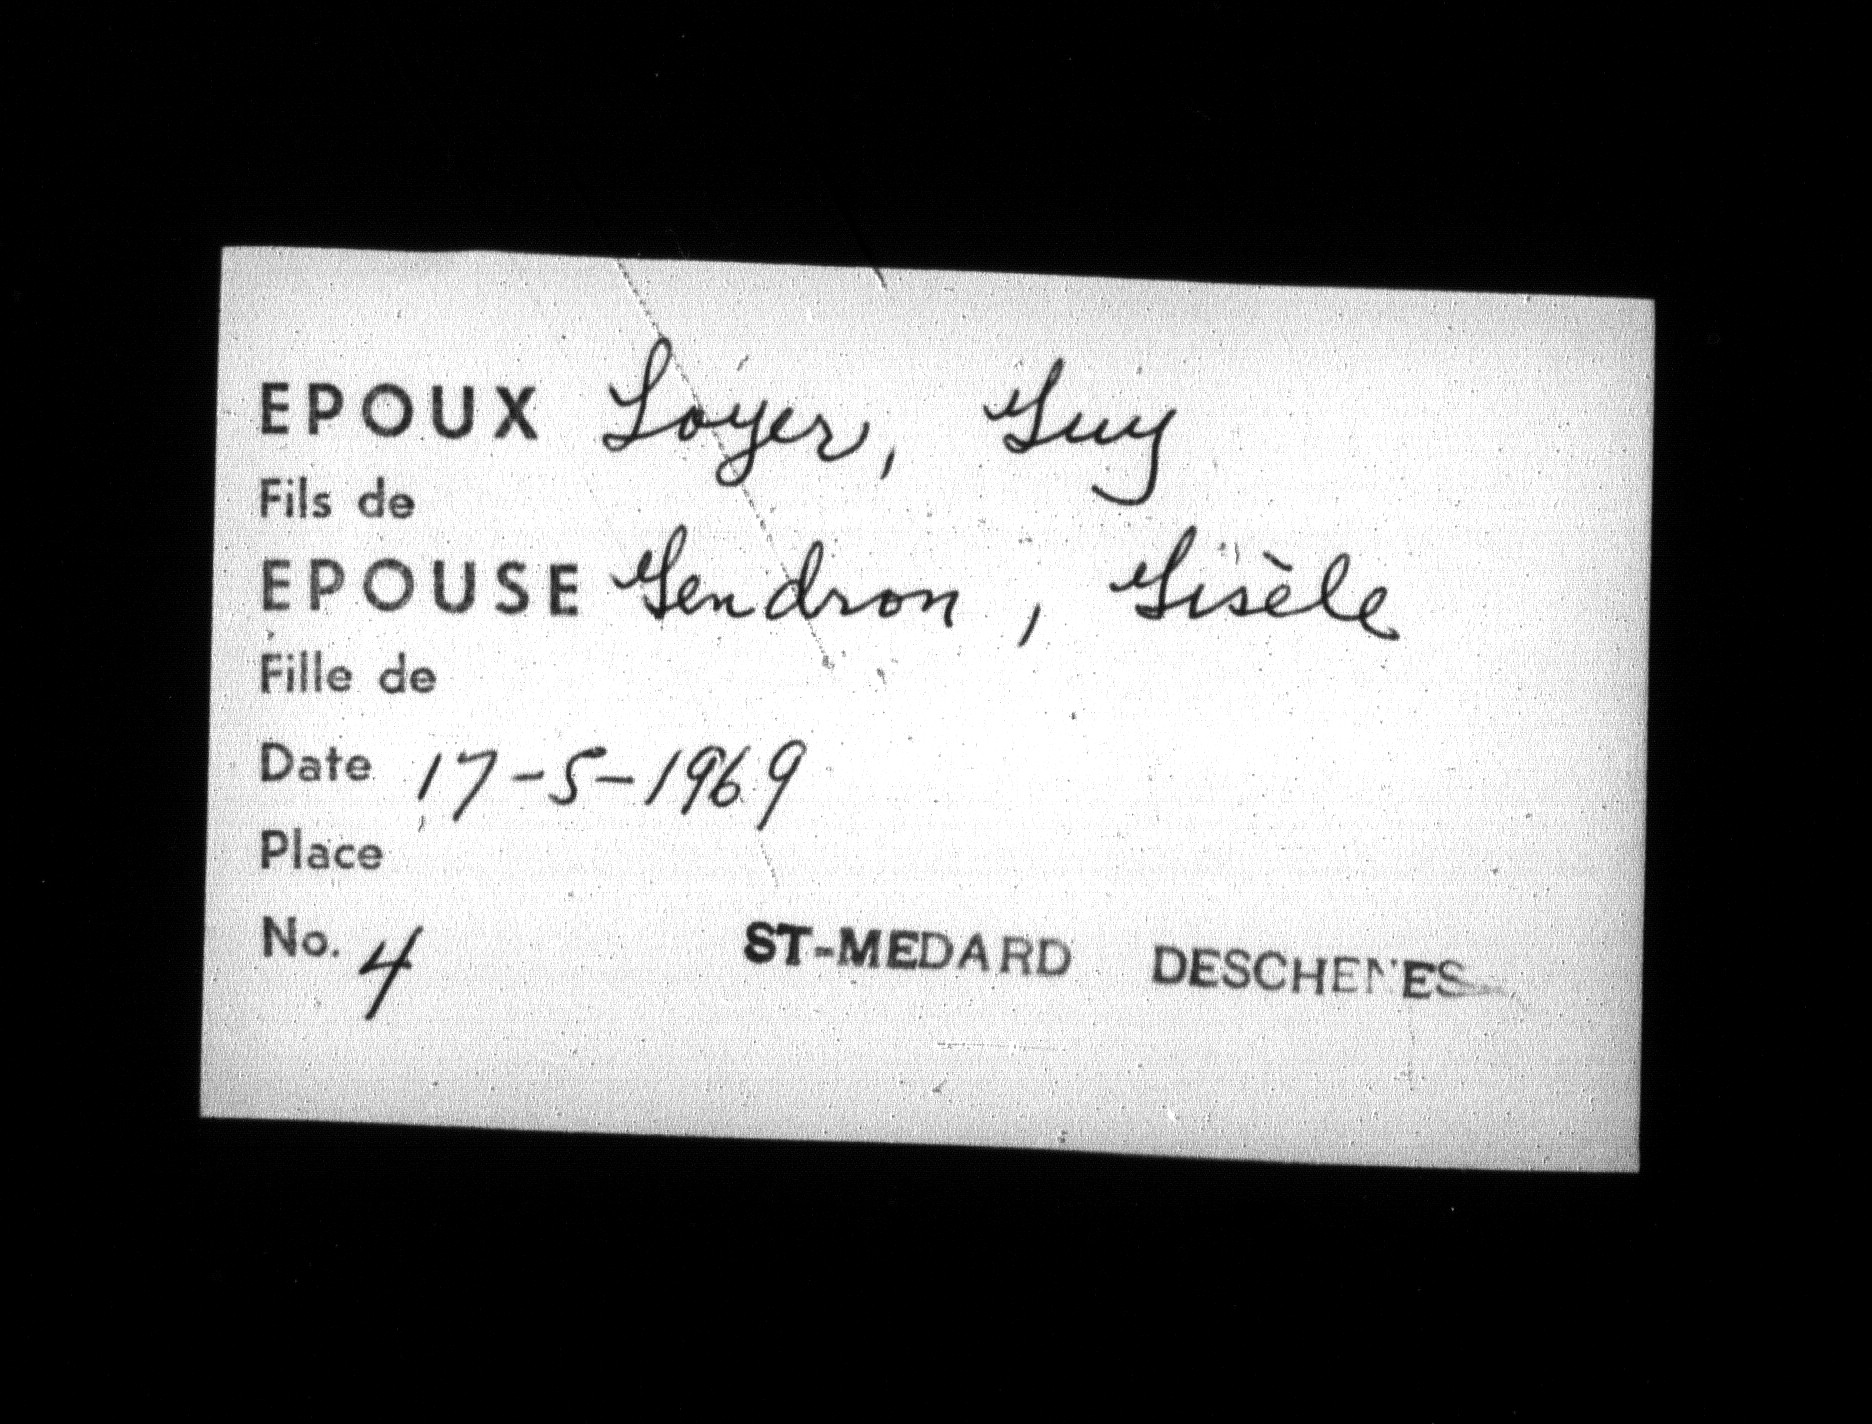 EPOUX Loyer, Guy
Fils de
EPOUSE Gendron, Gisèle
Fille de
Date 17-5-1969
Place
No. 4 ST-MEDARD DESCHENES